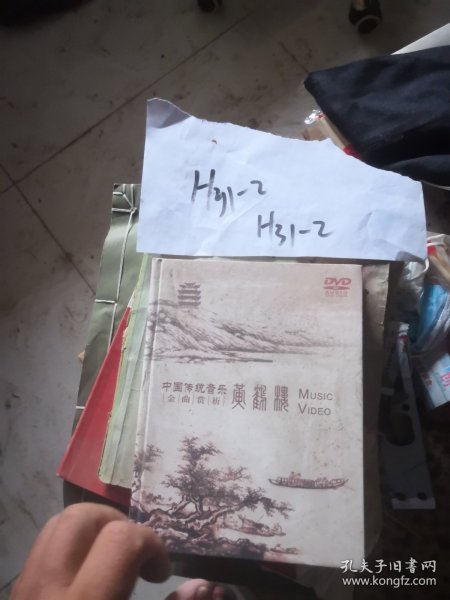 H31-2
H31-2
DVD
AUDIO
中国传统音乐
金曲赏析
黄鹤楼
MUSIC
VIDEO
孔夫子旧书网
www.kongfz.com